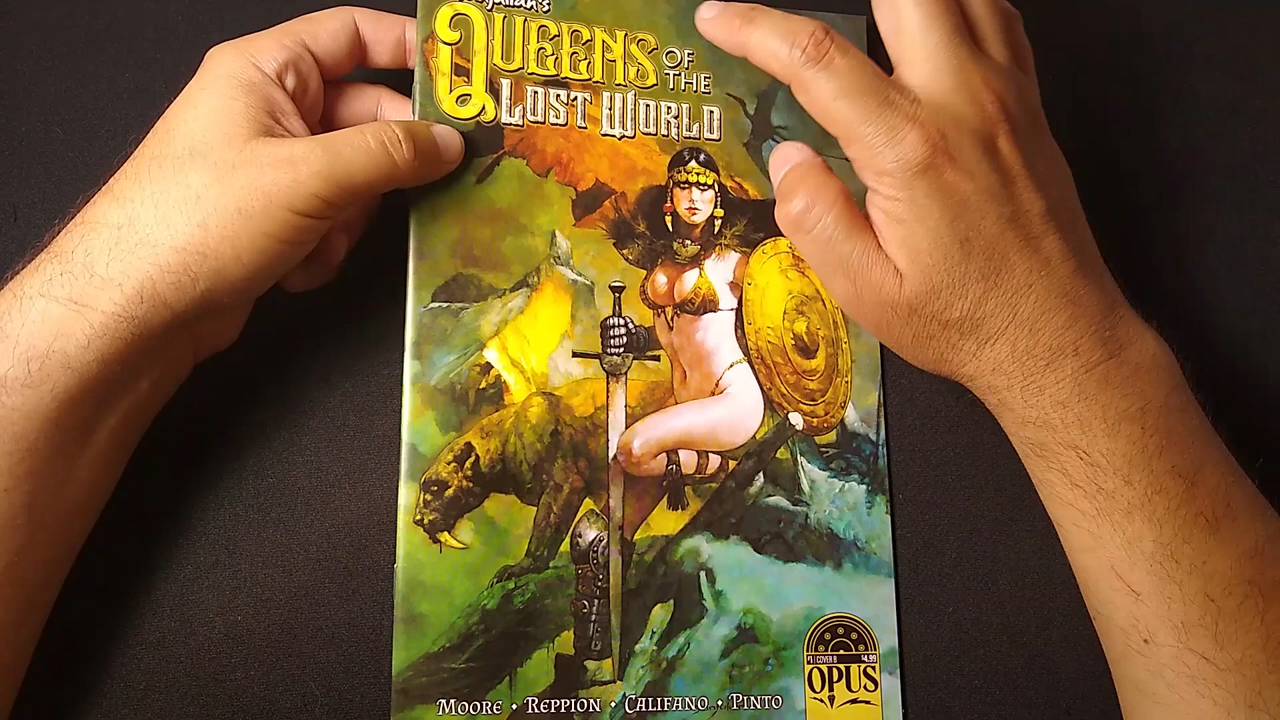 QUEENS OF
THE
LOST WORLD
#1 COVER B $4.99
OPUS
MOORE • REPPION • CALIFANO • PINTO